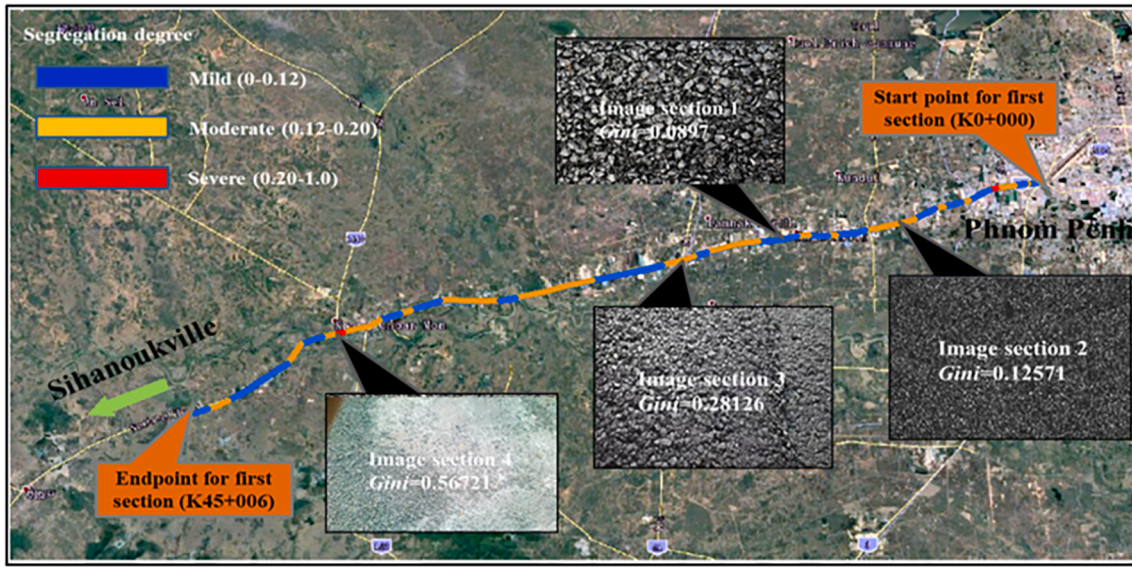 Segregation degree
Mild (0-0.12)
Moderate (0.12-0.20)
Severe (0.20-1.0)
Image section 1
Gini=0.0897
Start point for first
section (K0+000)
Phnom Penh
Image section 2
Gini=0.12571
Image section 3
Gini=0.28126
Sihanoukville
Image section 4
Gini=0.56721
Endpoint for first
section (K45+006)